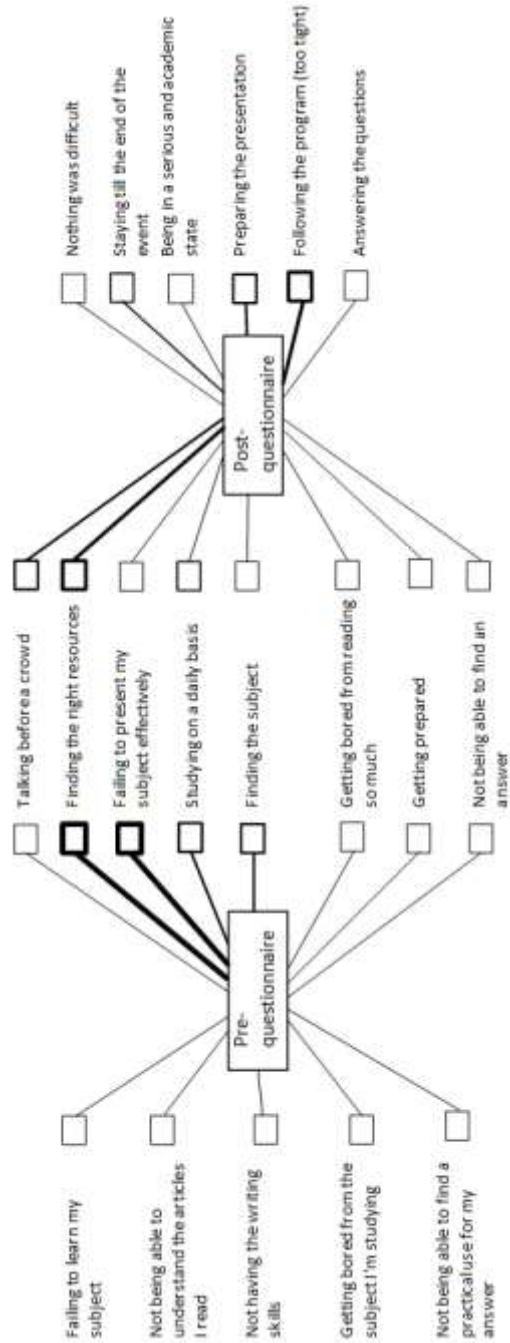 Failing to learn my
subject
Not being able to
understand the articles
I read
Not having the writing
skills
Getting bored from the
subject I'm studying
Not being able to find a
practical use for my
answer
Pre-
questionnaire
Talking before a crowd
Finding the right resources
Failing to present my
subject effectively
Studying on a daily basis
Finding the subject
Getting bored from reading
so much
Getting prepared
Not being able to find an
answer
Post-
questionnaire
Nothing was difficult
Staying till the end of the
event
Being in a serious and academic
state
Preparing the presentation
Following the program (too tight)
Answering the questions